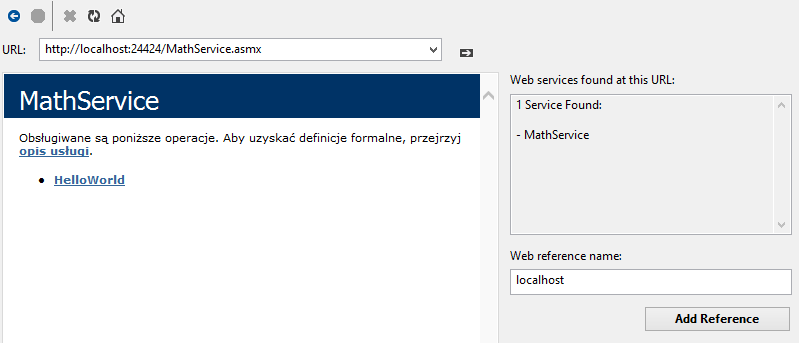 URL:
http://localhost:24424/MathService.asmx
MathService
Obsługiwane są poniższe operacje. Aby uzyskać definicje formalne, przejrzyj
opis usługi.
HelloWorld
Web services found at this URL:
1 Service Found:
- MathService
Web reference name:
localhost
Add Reference